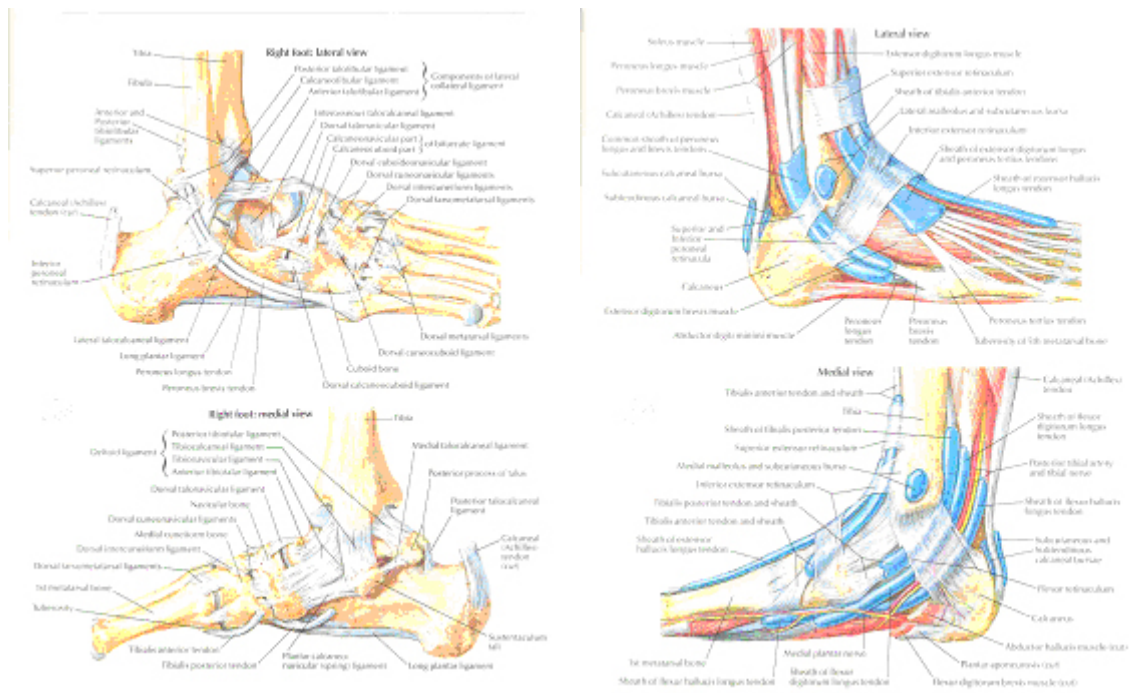 Right foot: lateral view
Tibia
Fibula
Anterior and
Posterior
tibiofibular
ligaments
Superior peroneal retinaculum
Calcaneal (Achilles)
tendon (cut)
Inferior
peroneal
retinaculum
Posterior talofibular ligament
Calcaneofibular ligament
Anterior talofibular ligament
Components of lateral
collateral ligament
Interosseous talocalcaneal ligament
Dorsal talonavicular ligament
Calcaneonavicular part
Calcaneocuboid part
of bifurcate ligament
Dorsal cuboideonavicular ligament
Dorsal cuneonavicular ligaments
Dorsal intercuneiform ligaments
Dorsal tarsometatarsal ligaments
Lateral talocalcaneal ligament
Long plantar ligament
Peroneus longus tendon
Peroneus brevis tendon
Dorsal metatarsal ligaments
Dorsal cuneocuboid ligament
Cuboid bone
Dorsal calcaneocuboid ligament
Lateral view
Soleus muscle
Peroneus longus muscle
Peroneus brevis muscle
Calcaneal (Achilles) tendon
Common sheath of peroneus
longus and brevis tendons
Subcutaneous calcaneal bursa
Subtendinous calcaneal bursa
Superior and
Inferior
peroneal
retinacula
Calcaneus
Extensor digitorum brevis muscle
Abductor digiti minimi muscle
Extensor digitorum longus muscle
Superior extensor retinaculum
Sheath of tibialis anterior tendon
Lateral malleolus and subcutaneous bursa
Inferior extensor retinaculum
Sheath of extensor digitorum longus
and peroneus tertius tendons
Sheath of extensor hallucis
longus tendon
Peroneus
longus
tendon
Peroneus
brevis
tendon
Peroneus tertius tendon
Tuberosity of 5th metatarsal bone
Right foot: medial view
Tibia
Deltoid ligament
Posterior tibiotalar ligament
Tibiocalcaneal ligament
Tibionavicular ligament
Anterior tibiotalar ligament
Dorsal talonavicular ligament
Navicular bone
Dorsal cuneonavicular ligaments
Medial cuneiform bone
Dorsal intercuneiform ligaments
Dorsal tarsometatarsal ligaments
1st metatarsal bone
Tuberosity
Tibialis anterior tendon
Tibialis posterior tendon
Medial talocalcaneal ligament
Posterior process of talus
Posterior talocalcaneal
ligament
Calcaneal
(Achilles)
tendon
(cut)
Sustentaculum
tali
Plantar calcaneo-
navicular (spring) ligament
Long plantar ligament
Medial view
Tibialis anterior tendon and sheath
Tibia
Sheath of tibialis posterior tendon
Superior extensor retinaculum
Medial malleolus and subcutaneous bursa
Inferior extensor retinaculum
Tibialis posterior tendon and sheath
Tibialis anterior tendon and sheath
Sheath of extensor
hallucis longus tendon
Calcaneal (Achilles)
tendon
Sheath of flexor
digitorum longus
tendon
Posterior tibial artery
and tibial nerve
Sheath of flexor hallucis
longus tendon
Subcutaneous and
Subtendinous
calcaneal bursae
Flexor retinaculum
Calcaneus
Abductor hallucis muscle (cut)
Plantar aponeurosis (cut)
Flexor digitorum brevis muscle (cut)
Medial plantar nerve
1st metatarsal bone
Sheath of flexor
digitorum longus tendon
Sheath of flexor hallucis longus tendon